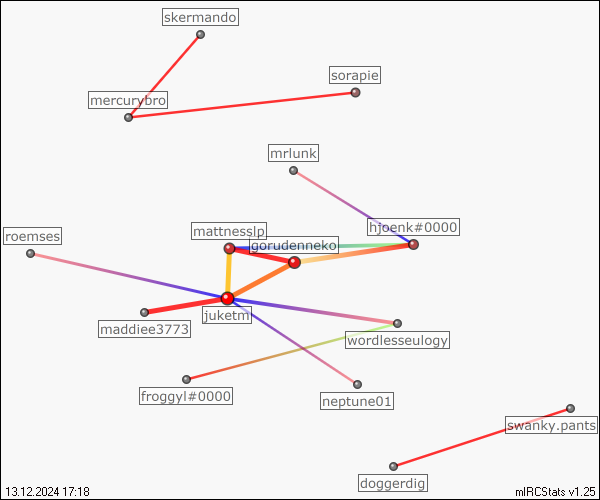 skermando
sorapie
mercurybro
mrlunk
hjoenk#0000
mattnesslp
roemses
gorudenneko
juketm
maddiee3773
wordlesseulogy
froggyl#0000
neptune01
swanky.pants
doggerdig
13.12.2024 17:18
mIRCStats v1.25